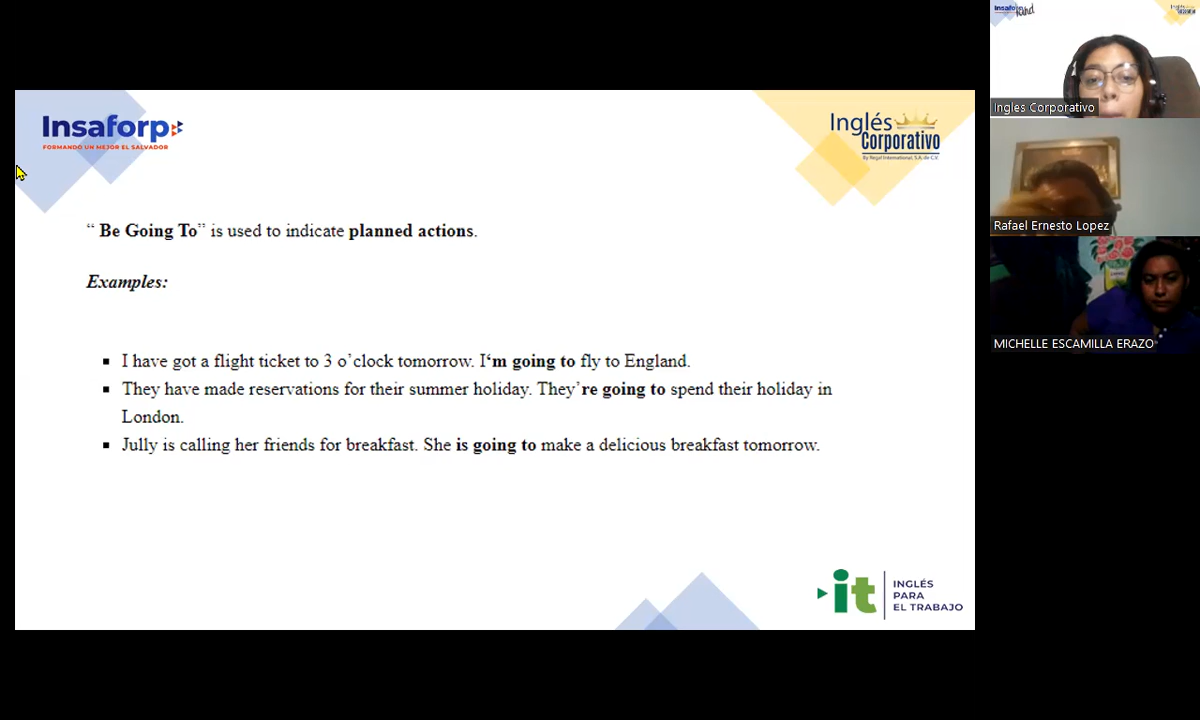 Insaforp
FORMANDO UN MEJOR EL SALVADOR
Inglés
Corporativo
By Regal International, S.A. de C.V.
“ Be Going To” is used to indicate planned actions.
Examples:
▪ I have got a flight ticket to 3 o’clock tomorrow. I‘m going to fly to England.
▪ They have made reservations for their summer holiday. They’re going to spend their holiday in
London.
▪ Jully is calling her friends for breakfast. She is going to make a delicious breakfast tomorrow.
it
INGLÉS
PARA
EL TRABAJO
Inglés
Ingles Corporativo
Rafael Ernesto Lopez
MICHELLE ESCAMILLA ERAZO